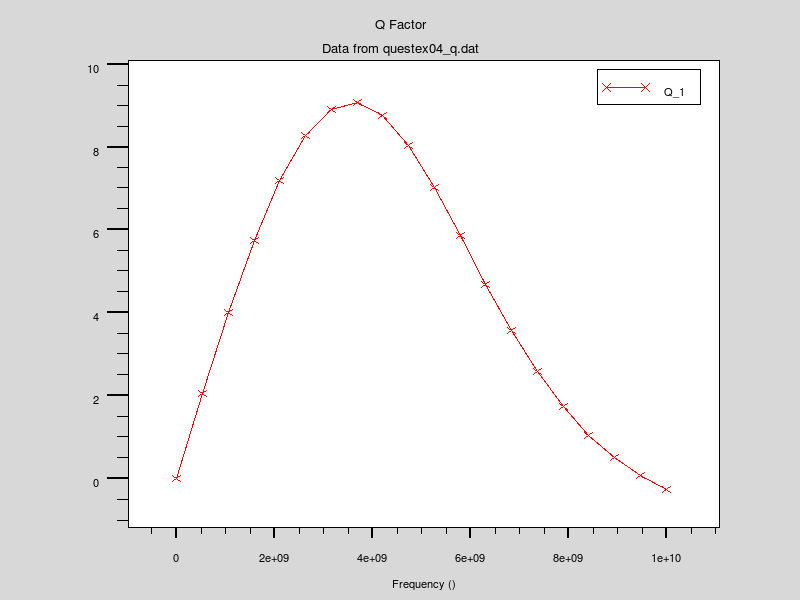 Q Factor
Data from questex04_q.dat
Q_1
10
8
6
4
2
0
0 2e+09 4e+09 6e+09 8e+09 1e+10
Frequency ()